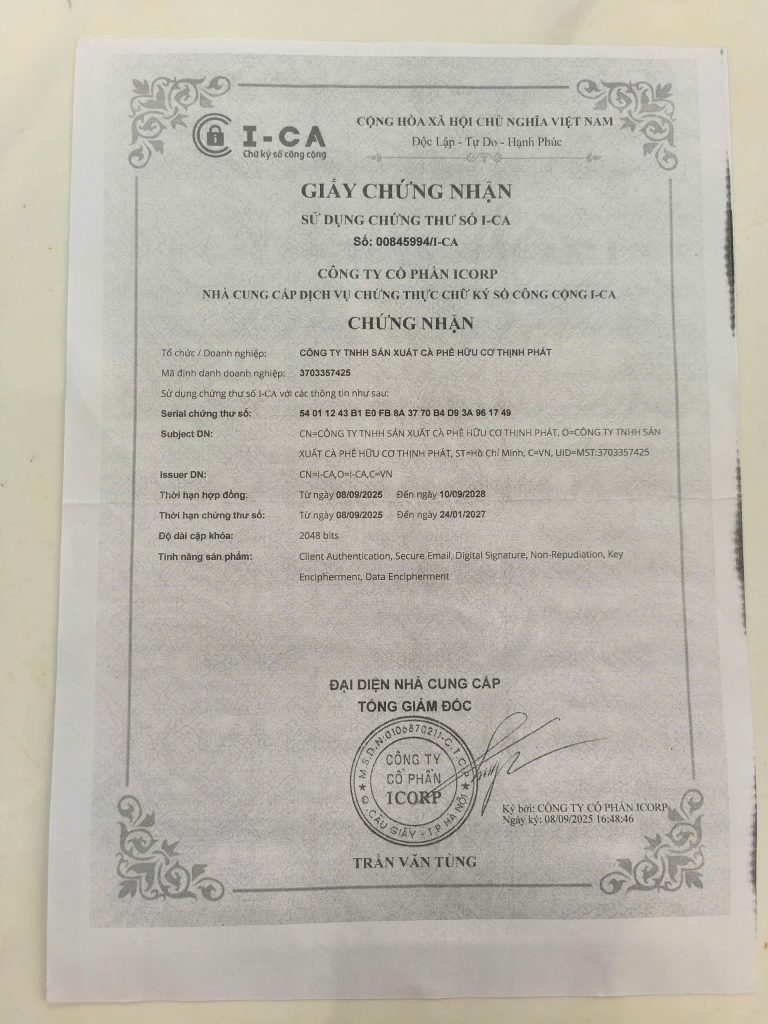 I-CA
Chữ ký số công cộng
CỘNG HÒA XÃ HỘI CHỦ NGHĨA VIỆT NAM
Độc Lập - Tự Do - Hạnh Phúc
GIẤY CHỨNG NHẬN
SỬ DỤNG CHỨNG THƯ SỐ I-CA
Số: 00845994/I-CA
CÔNG TY CỔ PHẦN ICORP
NHÀ CUNG CẤP DỊCH VỤ CHỨNG THỰC CHỮ KÝ SỐ CÔNG CỘNG I-CA
CHỨNG NHẬN
Tổ chức / Doanh nghiệp: CÔNG TY TNHH SẢN XUẤT CÀ PHÊ HỮU CƠ THỊNH PHÁT
Mã định danh doanh nghiệp: 3703357425
Sử dụng chứng thư số I-CA với các thông tin như sau:
Serial chứng thư số: 54 01 12 43 B1 E0 FB 8A 37 70 B4 D9 3A 96 17 49
Subject DN: CN=CÔNG TY TNHH SẢN XUẤT CÀ PHÊ HỮU CƠ THỊNH PHÁT, O=CÔNG TY TNHH SẢN
XUẤT CÀ PHÊ HỮU CƠ THỊNH PHÁT, ST=Hồ Chí Minh, C=VN, UID=MST:3703357425
Issuer DN: CN=I-CA,O=I-CA,C=VN
Thời hạn hợp đồng: Từ ngày 08/09/2025 Đến ngày 10/09/2028
Thời hạn chứng thư số: Từ ngày 08/09/2025 Đến ngày 24/01/2027
Độ dài cặp khóa: 2048 bits
Tính năng sản phẩm: Client Authentication, Secure Email, Digital Signature, Non-Repudiation, Key
Encipherment, Data Encipherment
ĐẠI DIỆN NHÀ CUNG CẤP
TỔNG GIÁM ĐỐC
M.S.D.N:0106870211-C.T.C.P
CÔNG TY
CỔ PHẦN
ICORP
Q. CẦU GIẤY - T.P HÀ NỘI
Ký bởi: CÔNG TY CỔ PHẦN ICORP
Ngày ký: 08/09/2025 16:48:46
TRẦN VĂN TÙNG